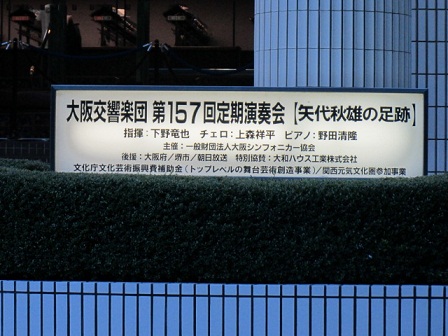 大阪交響楽団 第157回定期演奏会【矢代秋雄の足跡】
指揮:下野竜也 チェロ:上森祥平 ピアノ:野田清隆
主催:一般財団法人大阪シンフォニカー協会
後援:大阪府/堺市/朝日放送 特別協賛:大和ハウス工業株式会社
文化庁文化芸術振興費補助金(トップレベルの舞台芸術創造事業)/関西元気文化圏参加事業